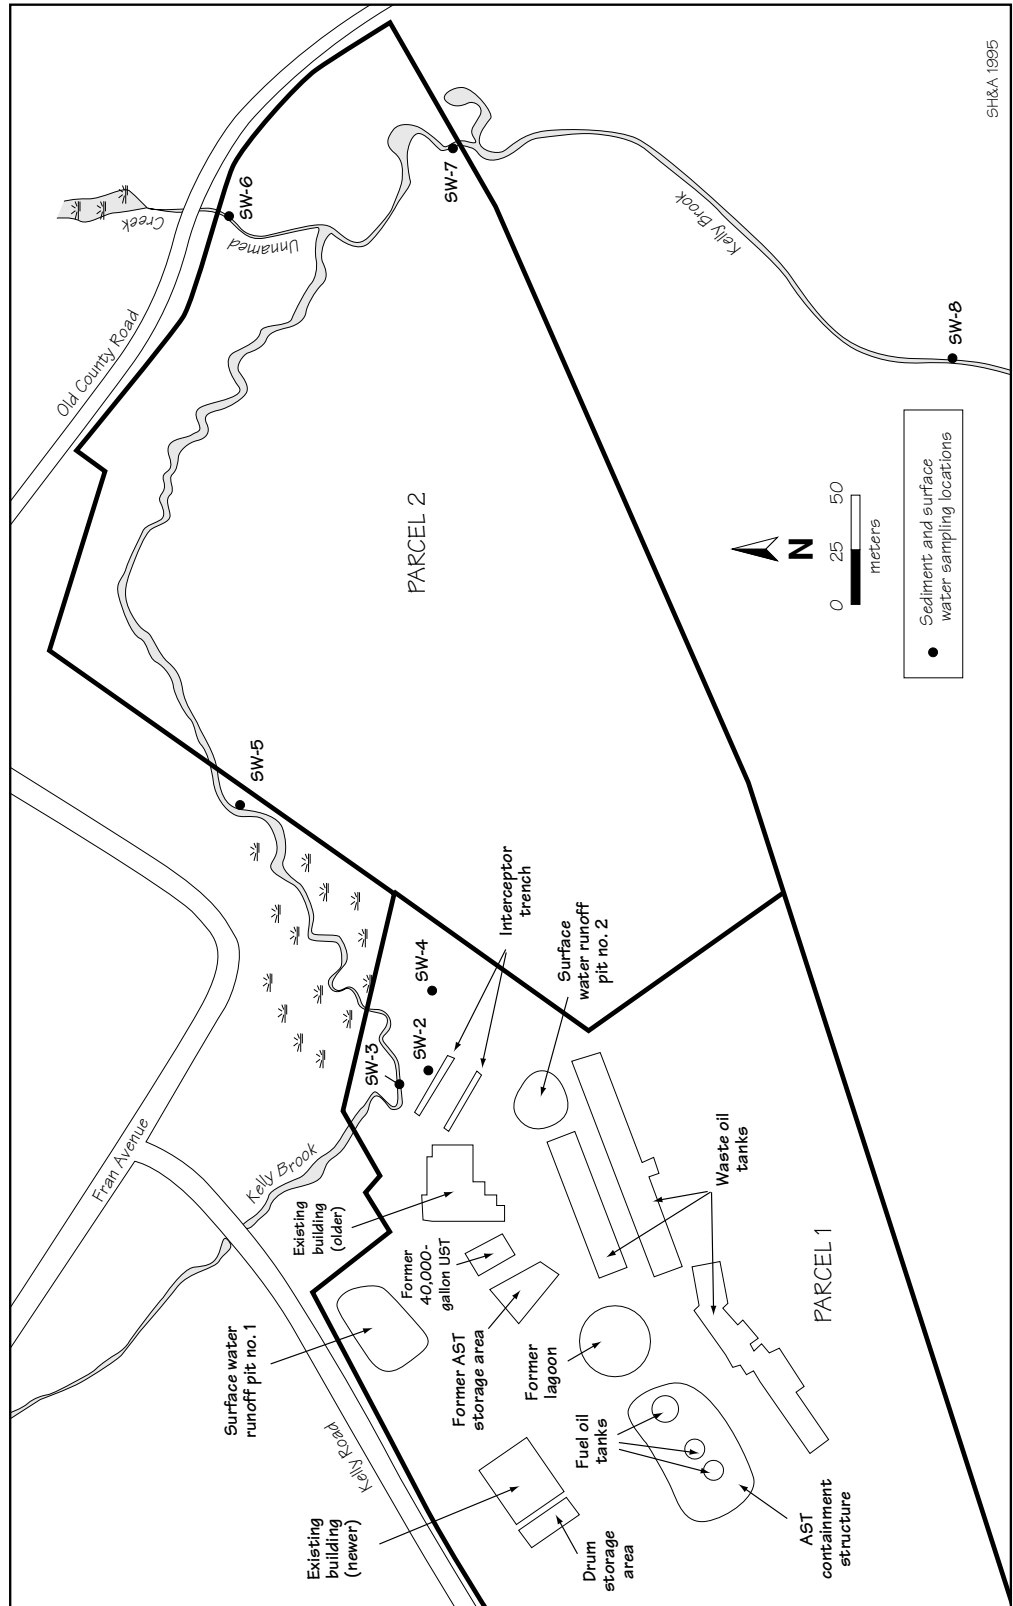 SH&A 1995
Creek
Unnamed
SW-6
SW-7
Kelly Brook
SW-8
Old County Road
PARCEL 2
N
0 25 50
meters
Sediment and surface
water sampling locations
SW-5
Fran Avenue
Kelly Brook
SW-3
SW-2
SW-4
Interceptor
trench
Surface
water runoff
pit no. 2
Existing
building
(older)
Former
40,000-
gallon UST
Surface water
runoff pit no. 1
Former AST
storage area
Former
lagoon
Waste oil
tanks
PARCEL 1
Kelly Road
Fuel oil
tanks
Existing
building
(newer)
Drum
storage
area
AST
containment
structure